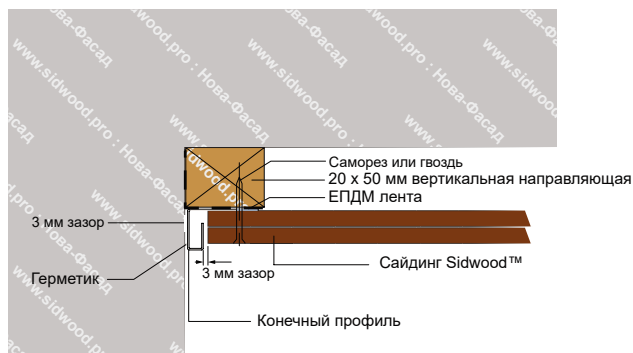 www.sidwood.pro : Нова-Фасад
Саморез или гвоздь
20 x 50 мм вертикальная направляющая
ЕПДМ лента
3 мм зазор
Герметик
3 мм зазор
Сайдинг Sidwood™
Конечный профиль